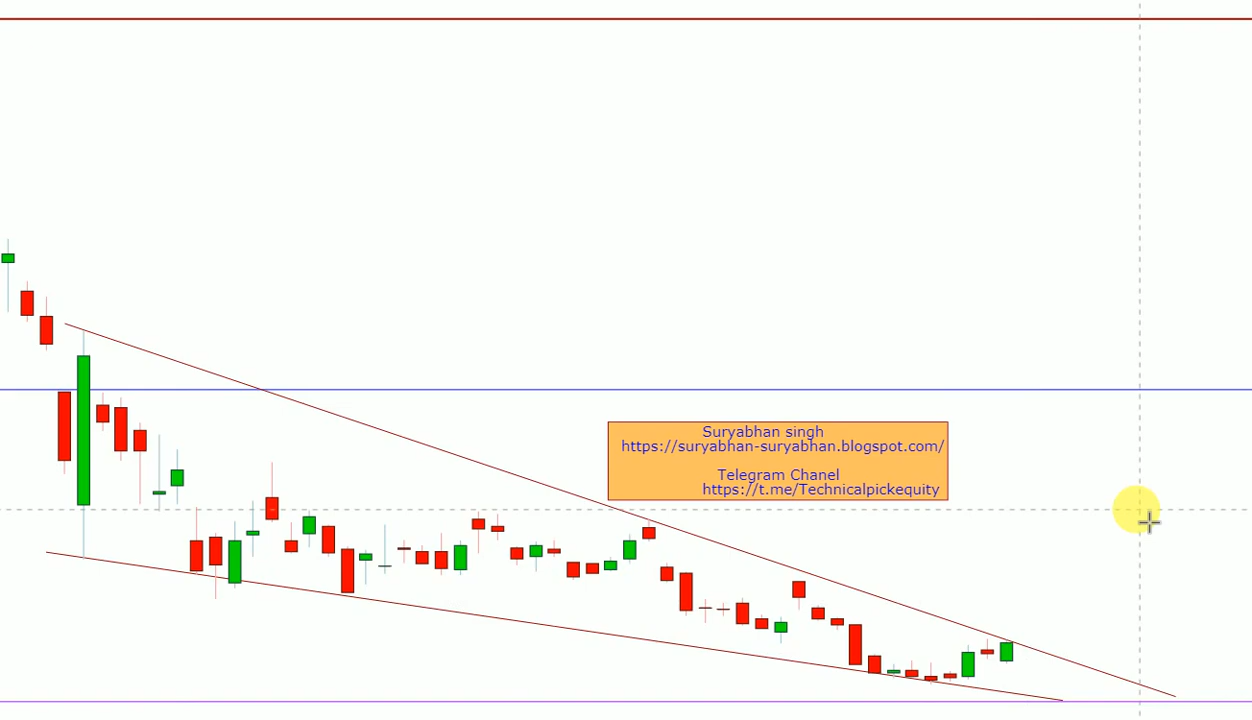 Suryabhan singh
https://suryabhan-suryabhan.blogspot.com/
Telegram Chanel
https://t.me/Technicalpickequity